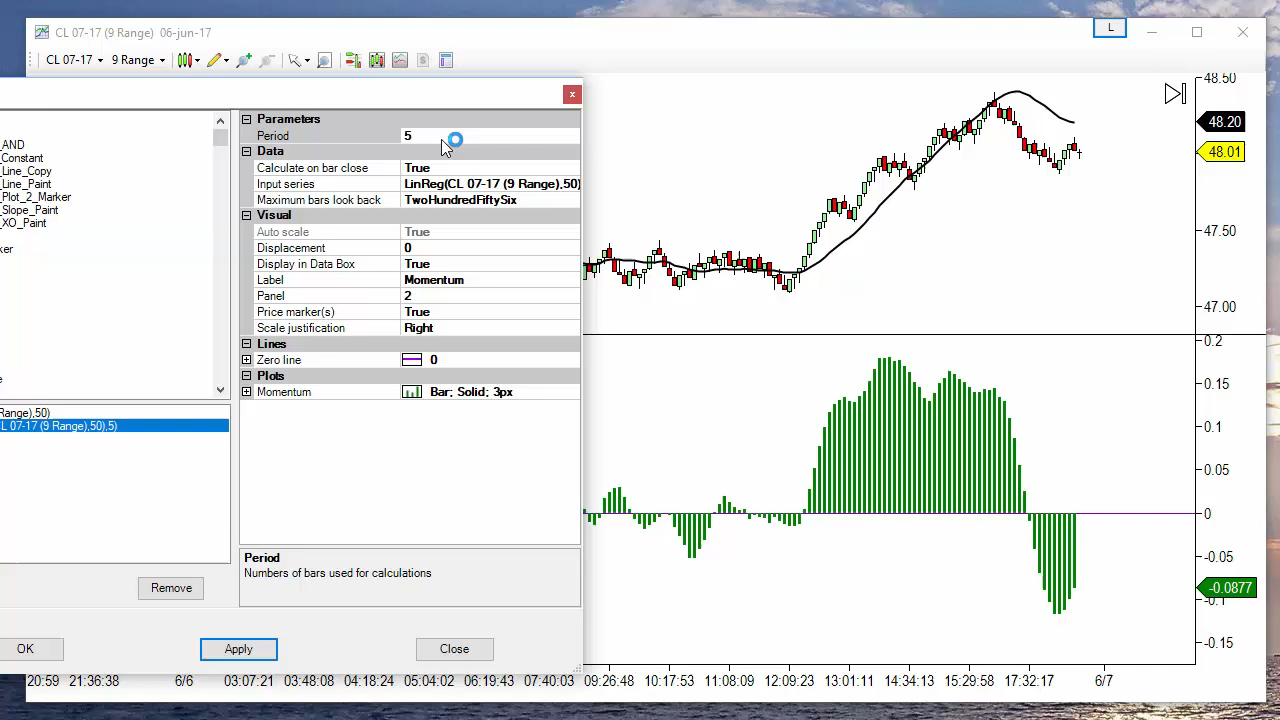 CL 07-17 (9 Range)  06-jun-17
L
CL 07-17
9 Range
$
x
_AND
_Constant
_Line_Copy
_Line_Paint
_Plot_2_Marker
_Slope_Paint
_XO_Paint
ker
e
Range),50)
CL 07-17 (9 Range),50),5)
Remove
OK
Apply
Close
Parameters
Period 5
Data
Calculate on bar close True
Input series LinReg(CL 07-17 (9 Range),50)
Maximum bars look back TwoHundredFiftySix
Visual
Auto scale True
Displacement 0
Display in Data Box True
Label Momentum
Panel 2
Price marker(s) True
Scale justification Right
Lines
Zero line 0
Plots
Momentum Bar; Solid; 3px
Period
Numbers of bars used for calculations
48.50
48.20
48.01
47.50
47.00
0.2
0.15
0.1
0.05
0
-0.05
-0.0877
-0.1
-0.15
20:59 21:36:38 6/6 03:07:21 03:48:08 04:18:24 05:04:02 06:19:43 07:40:03 09:26:48 10:17:53 11:09:09 12:09:23 13:01:11 14:34:13 15:29:58 17:32:17 6/7